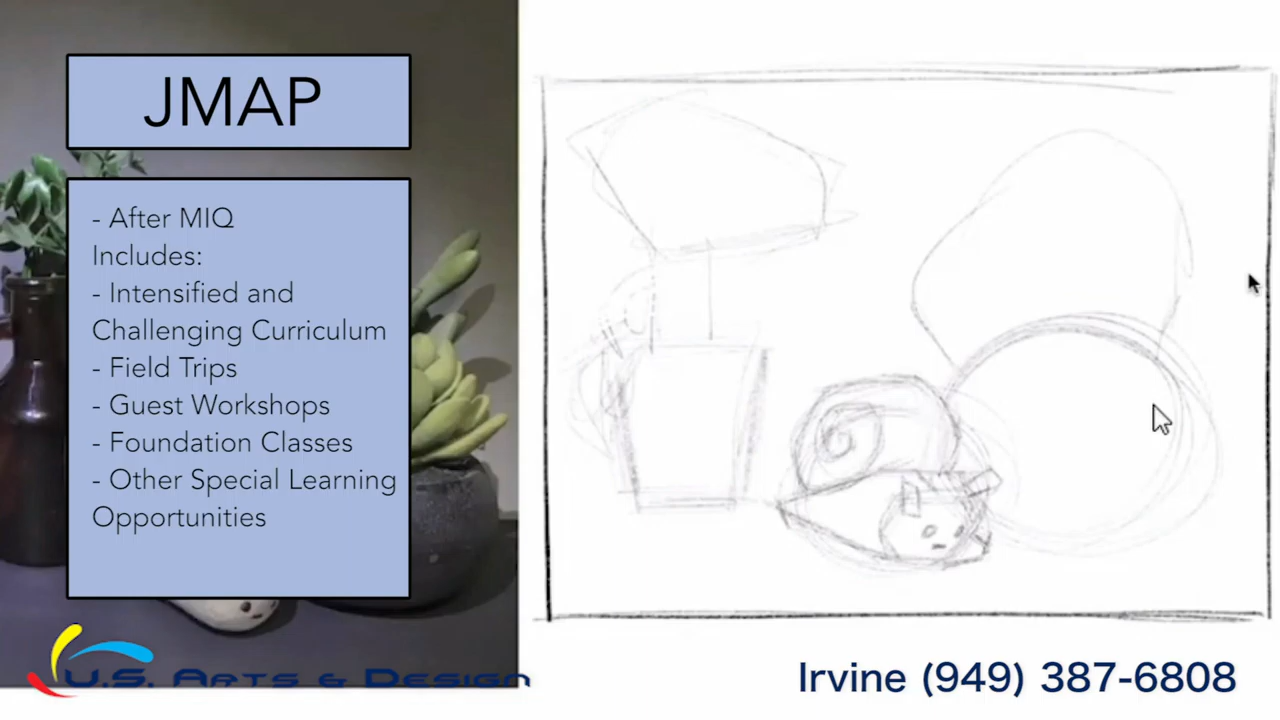 JMAP
- After MIQ
Includes:
- Intensified and
Challenging Curriculum
- Field Trips
- Guest Workshops
- Foundation Classes
- Other Special Learning
Opportunities
U.S. ARTS & DESIGN
Irvine (949) 387-6808